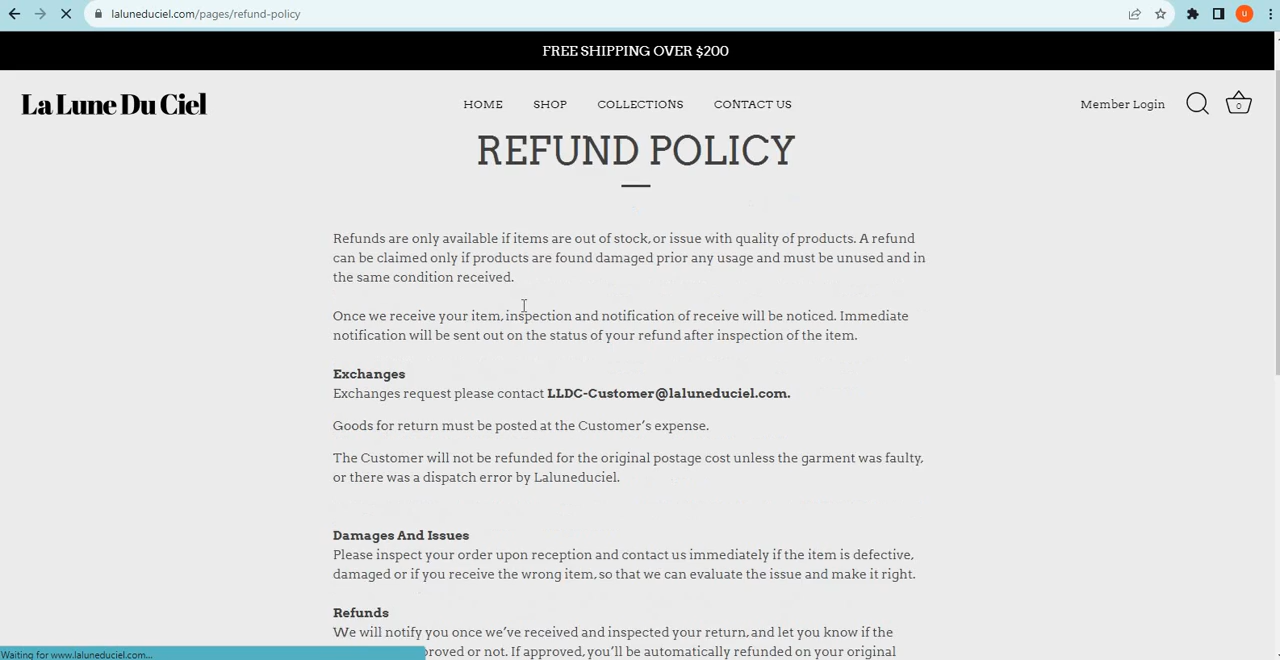 laluneduciel.com/pages/refund-policy
U
FREE SHIPPING OVER $200
La Lune Du Ciel
HOME SHOP COLLECTIONS CONTACT US
Member Login
0
REFUND POLICY
Refunds are only available if items are out of stock, or issue with quality of products. A refund
can be claimed only if products are found damaged prior any usage and must be unused and in
the same condition received.
Once we receive your item, inspection and notification of receive will be noticed. Immediate
notification will be sent out on the status of your refund after inspection of the item.
Exchanges
Exchanges request please contact LLDC-Customer@laluneduciel.com.
Goods for return must be posted at the Customer's expense.
The Customer will not be refunded for the original postage cost unless the garment was faulty,
or there was a dispatch error by Laluneduciel.
Damages And Issues
Please inspect your order upon reception and contact us immediately if the item is defective,
damaged or if you receive the wrong item, so that we can evaluate the issue and make it right.
Refunds
We will notify you once we've received and inspected your return, and let you know if the
proved or not. If approved, you'll be automatically refunded on your original
Waiting for www.laluneduciel.com...